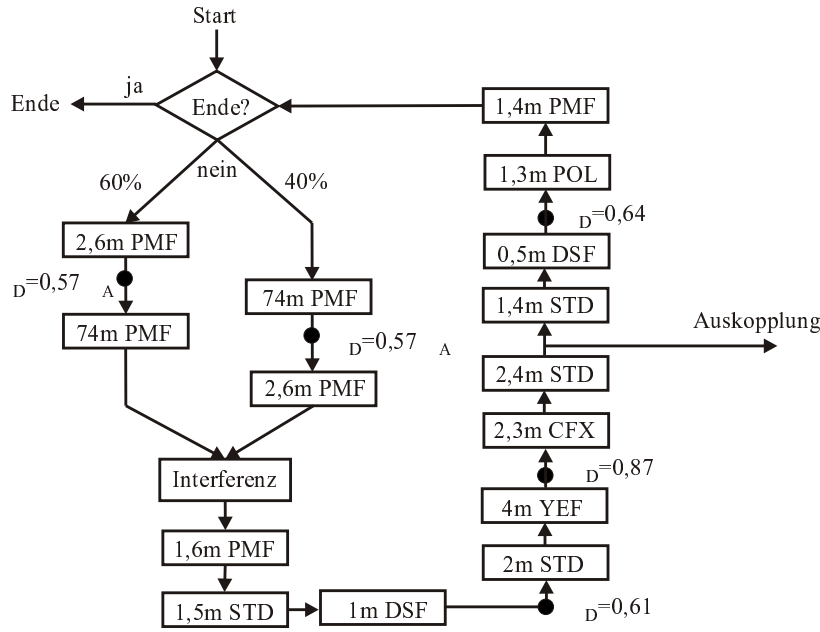 Start
ja
Ende
Ende?
nein
60%
40%
2,6m PMF
D=0,57 A
74m PMF
74m PMF
D=0,57 A
2,6m PMF
Interferenz
1,6m PMF
1,5m STD
1m DSF
D=0,61
2m STD
4m YEF
D=0,87
2,3m CFX
2,4m STD
Auskopplung
1,4m STD
0,5m DSF
D=0,64
1,3m POL
1,4m PMF